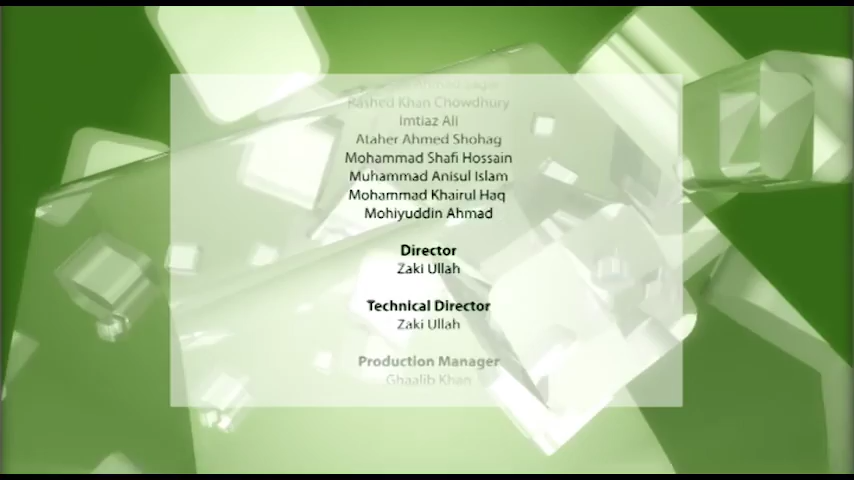 Rashed Khan Chowdhury
Imtiaz Ali
Ataher Ahmed Shohag
Mohammad Shafi Hossain
Muhammad Anisul Islam
Mohammad Khairul Haq
Mohiyuddin Ahmad
Director
Zaki Ullah
Technical Director
Zaki Ullah
Production Manager
Ghaalib Khan